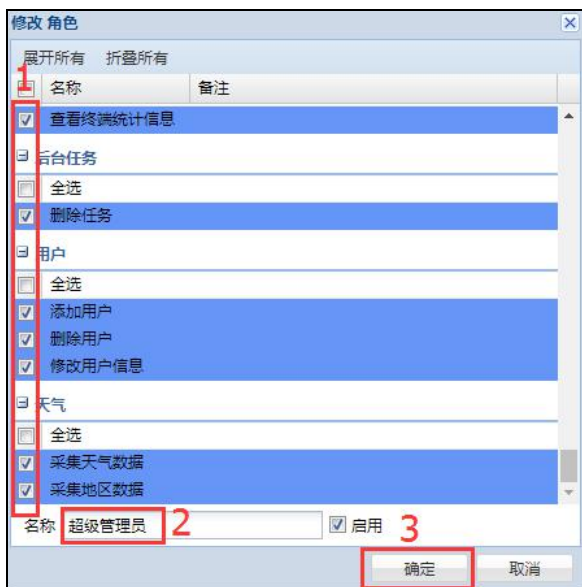 修改 角色
展开所有 折叠所有
1
名称 备注
查看终端统计信息
后台任务
全选
删除任务
用户
全选
添加用户
删除用户
修改用户信息
天气
全选
采集天气数据
采集地区数据
名称 超级管理员 2 启用 3
确定 取消